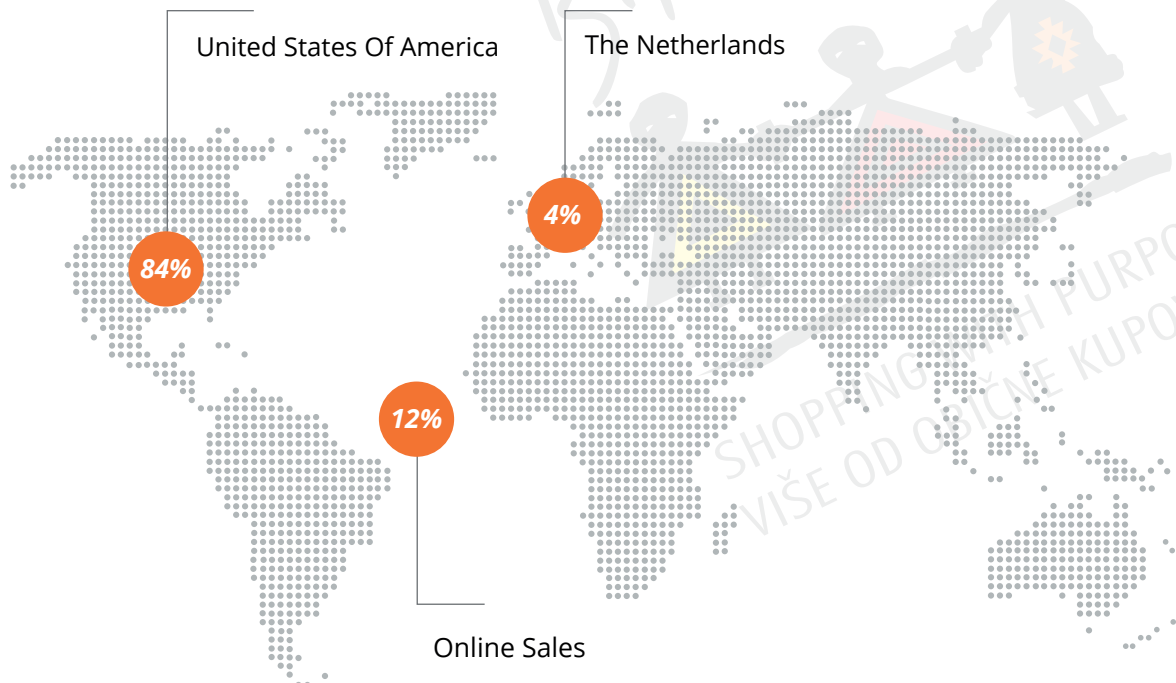 United States Of America
The Netherlands
4%
84%
12%
SHOPPING WITH PURPO
VIŠE OD OBIČNE KUPO
Online Sales